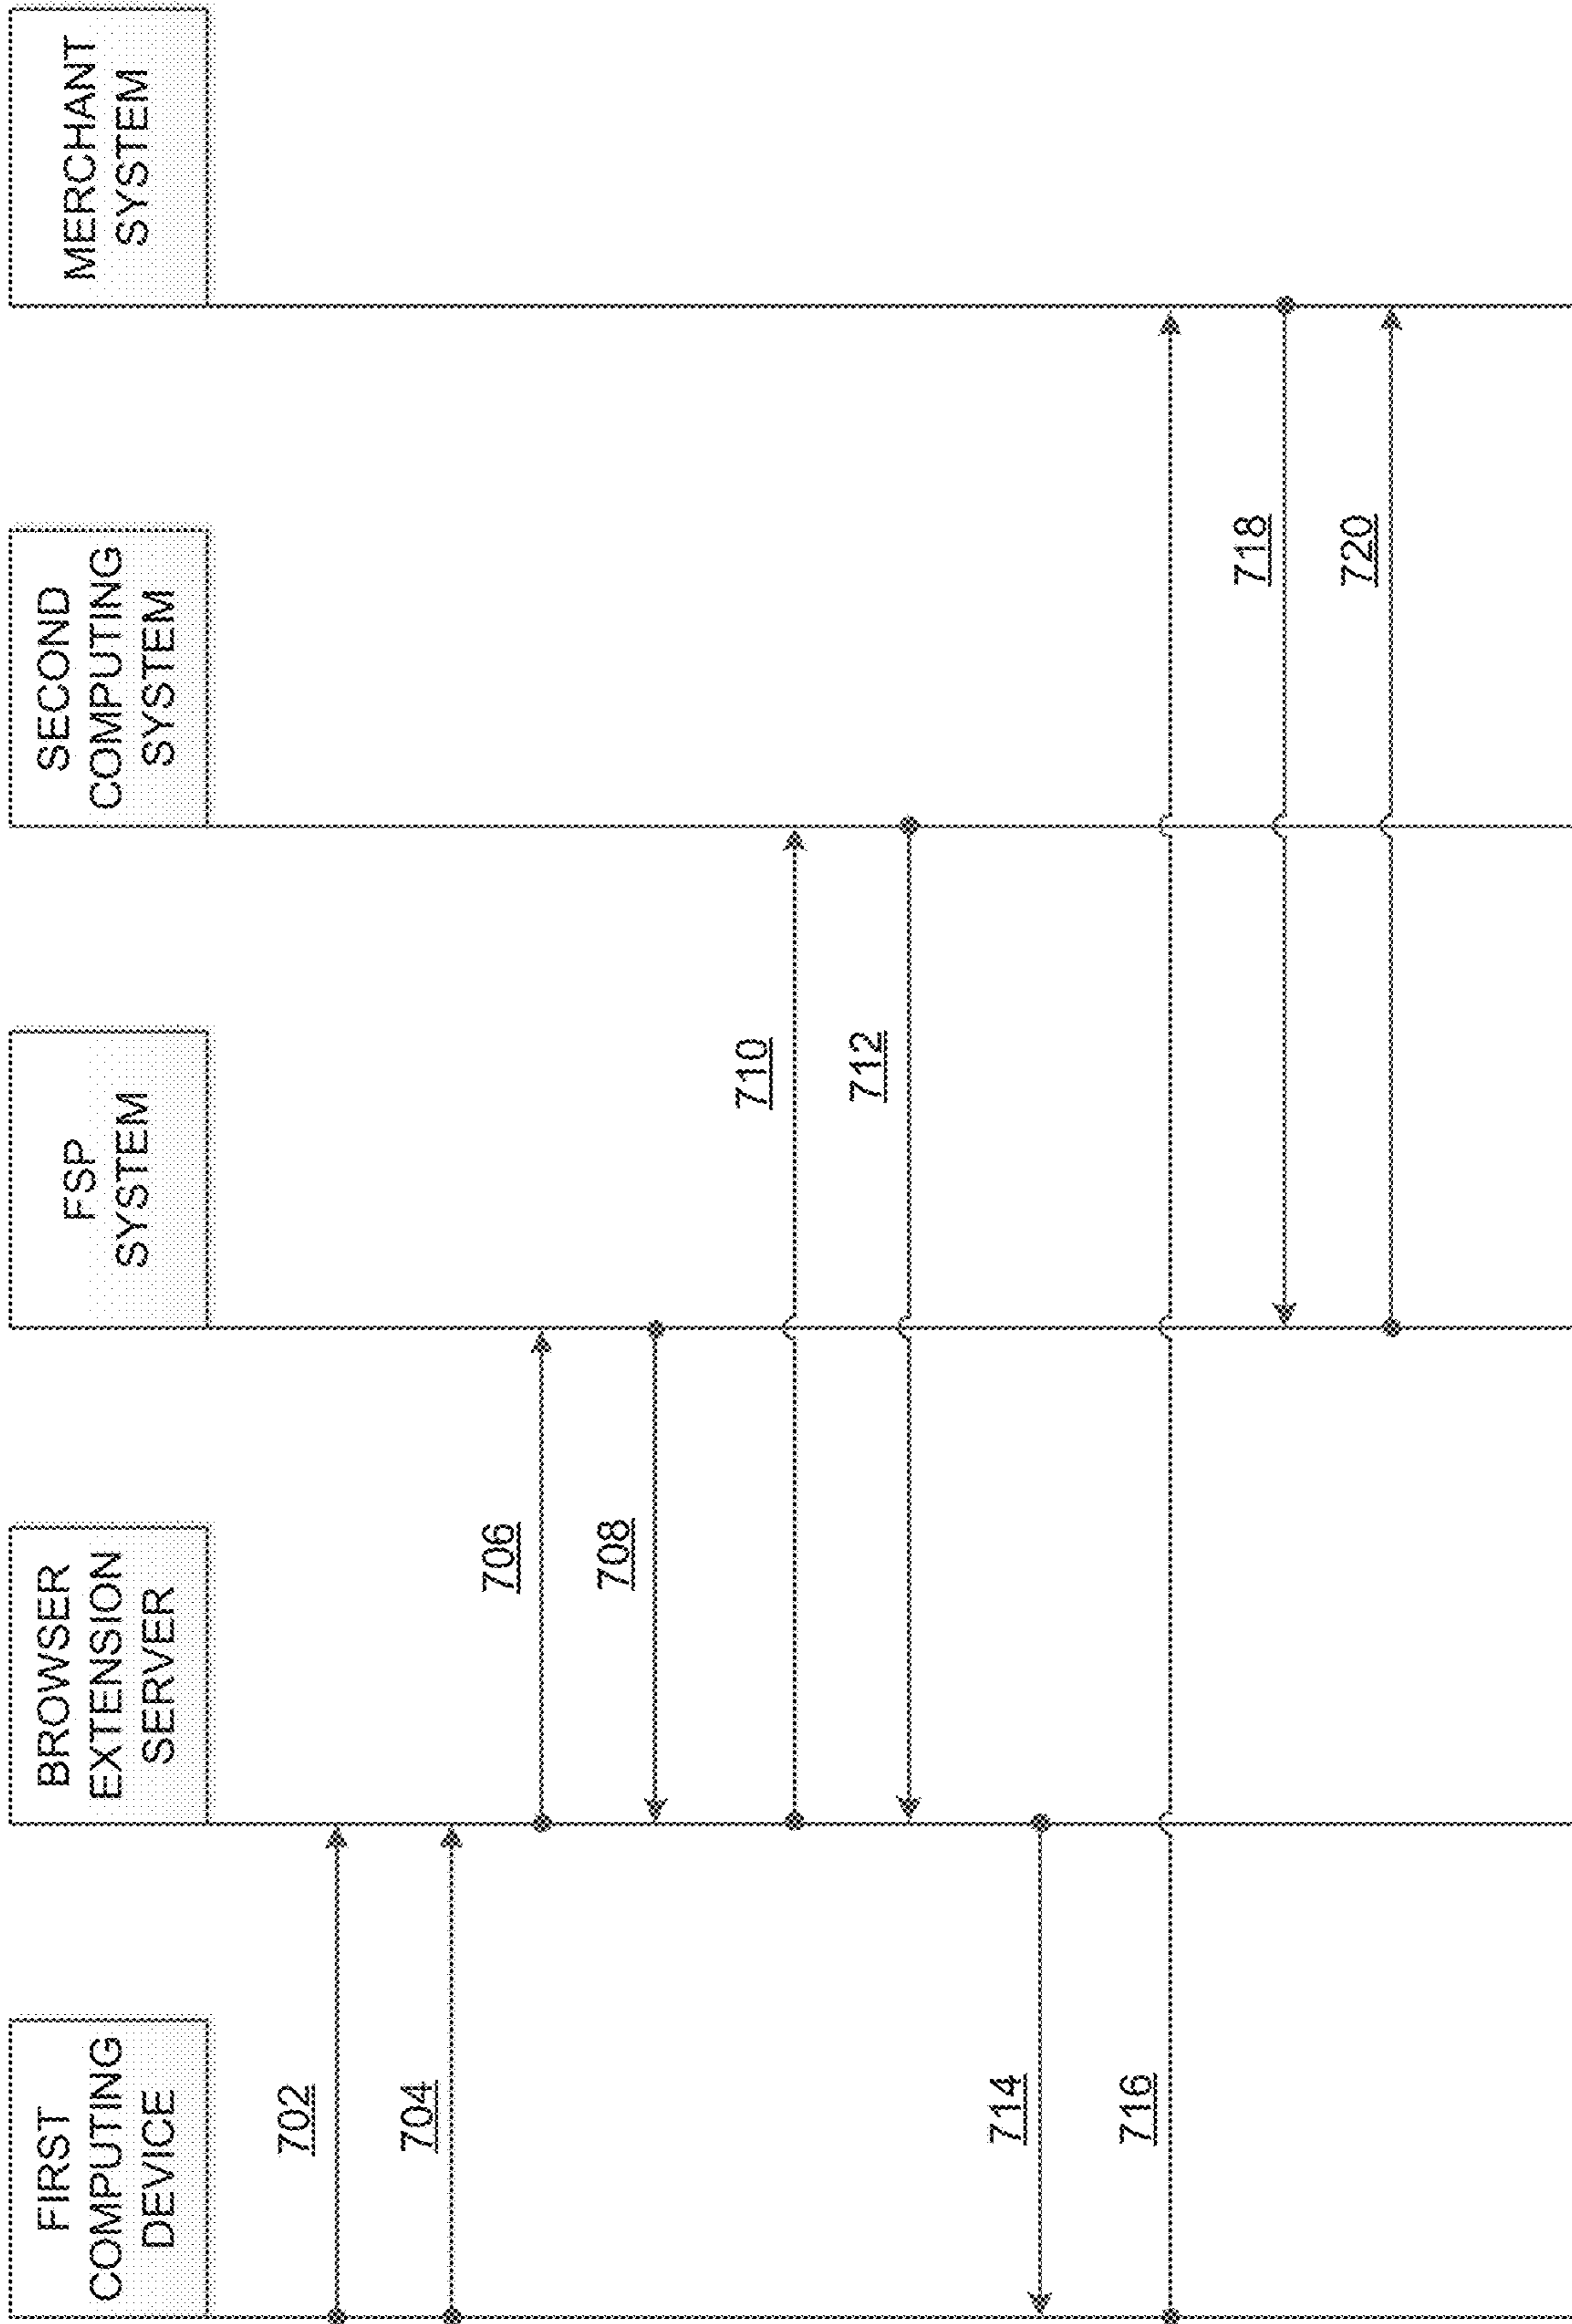 FIRST
COMPUTING
DEVICE
BROWSER
EXTENSION
SERVER
FSP
SYSTEM
SECOND
COMPUTING
SYSTEM
MERCHANT
SYSTEM
702
704
706
708
710
712
714
716
718
720